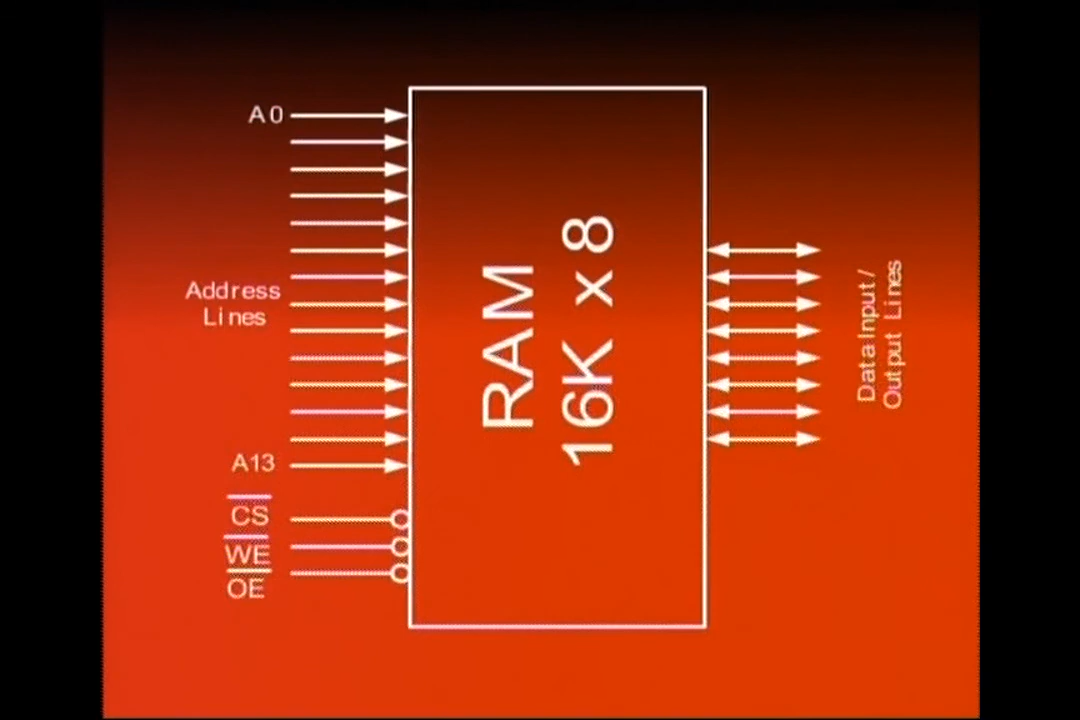 A0
Address
Lines
A13
CS
WE
OE
RAM
16K x 8
Data Input/
Output Lines